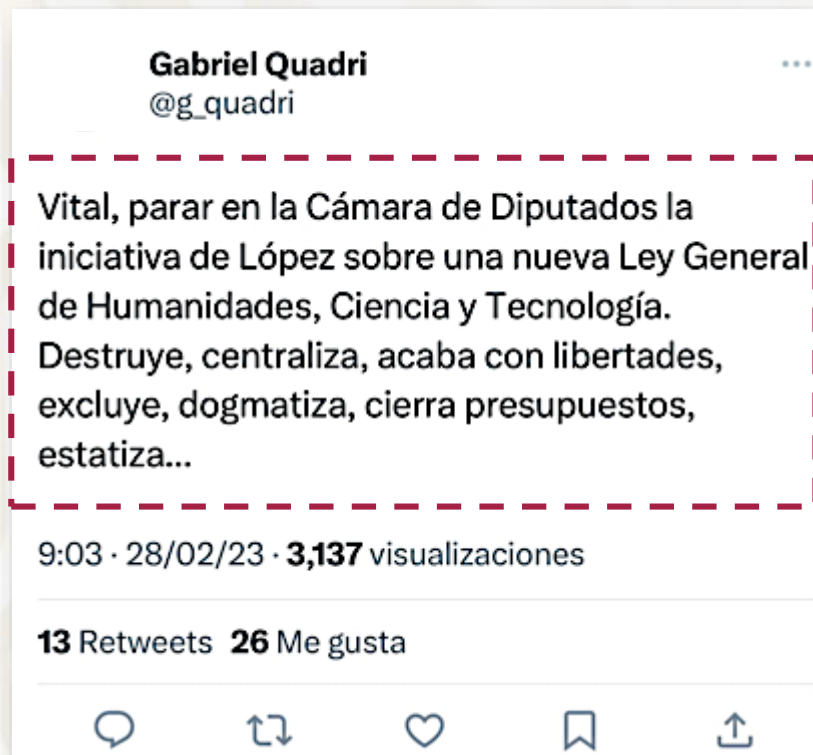 Gabriel Quadri
@g_quadri
Vital, parar en la Cámara de Diputados la
iniciativa de López sobre una nueva Ley General
de Humanidades, Ciencia y Tecnología.
Destruye, centraliza, acaba con libertades,
excluye, dogmatiza, cierra presupuestos,
estatiza...
9:03 · 28/02/23 · 3,137 visualizaciones
13 Retweets 26 Me gusta